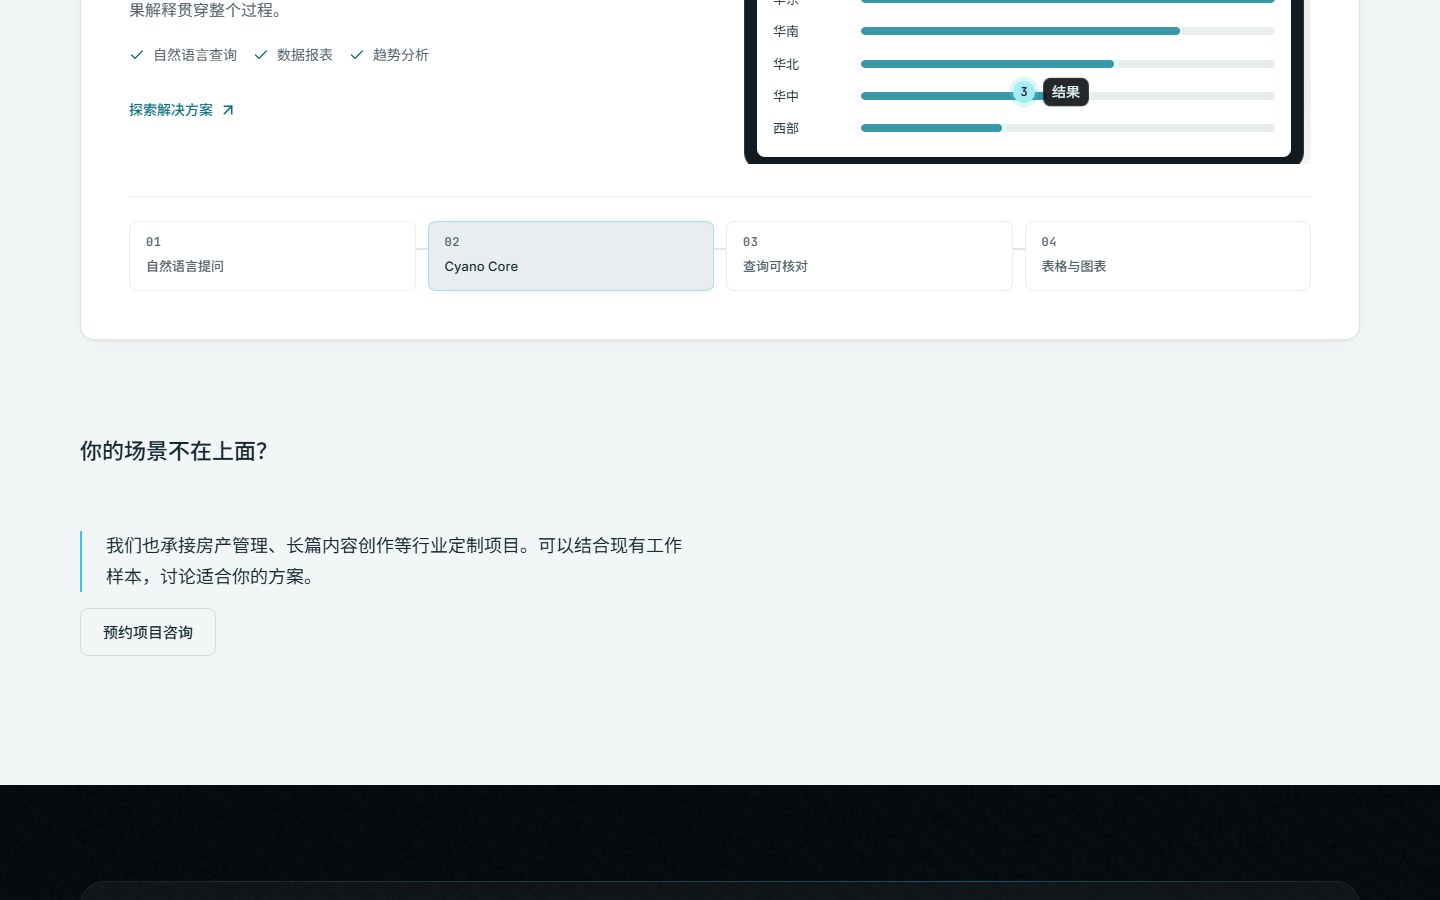 果解释贯穿整个过程。
自然语言查询
数据报表
趋势分析
探索解决方案
华东
华南
华北
华中
3
结果
西部
01
自然语言提问
02
Cyano Core
03
查询可核对
04
表格与图表
你的场景不在上面？
我们也承接房产管理、长篇内容创作等行业定制项目。可以结合现有工作
样本，讨论适合你的方案。
预约项目咨询